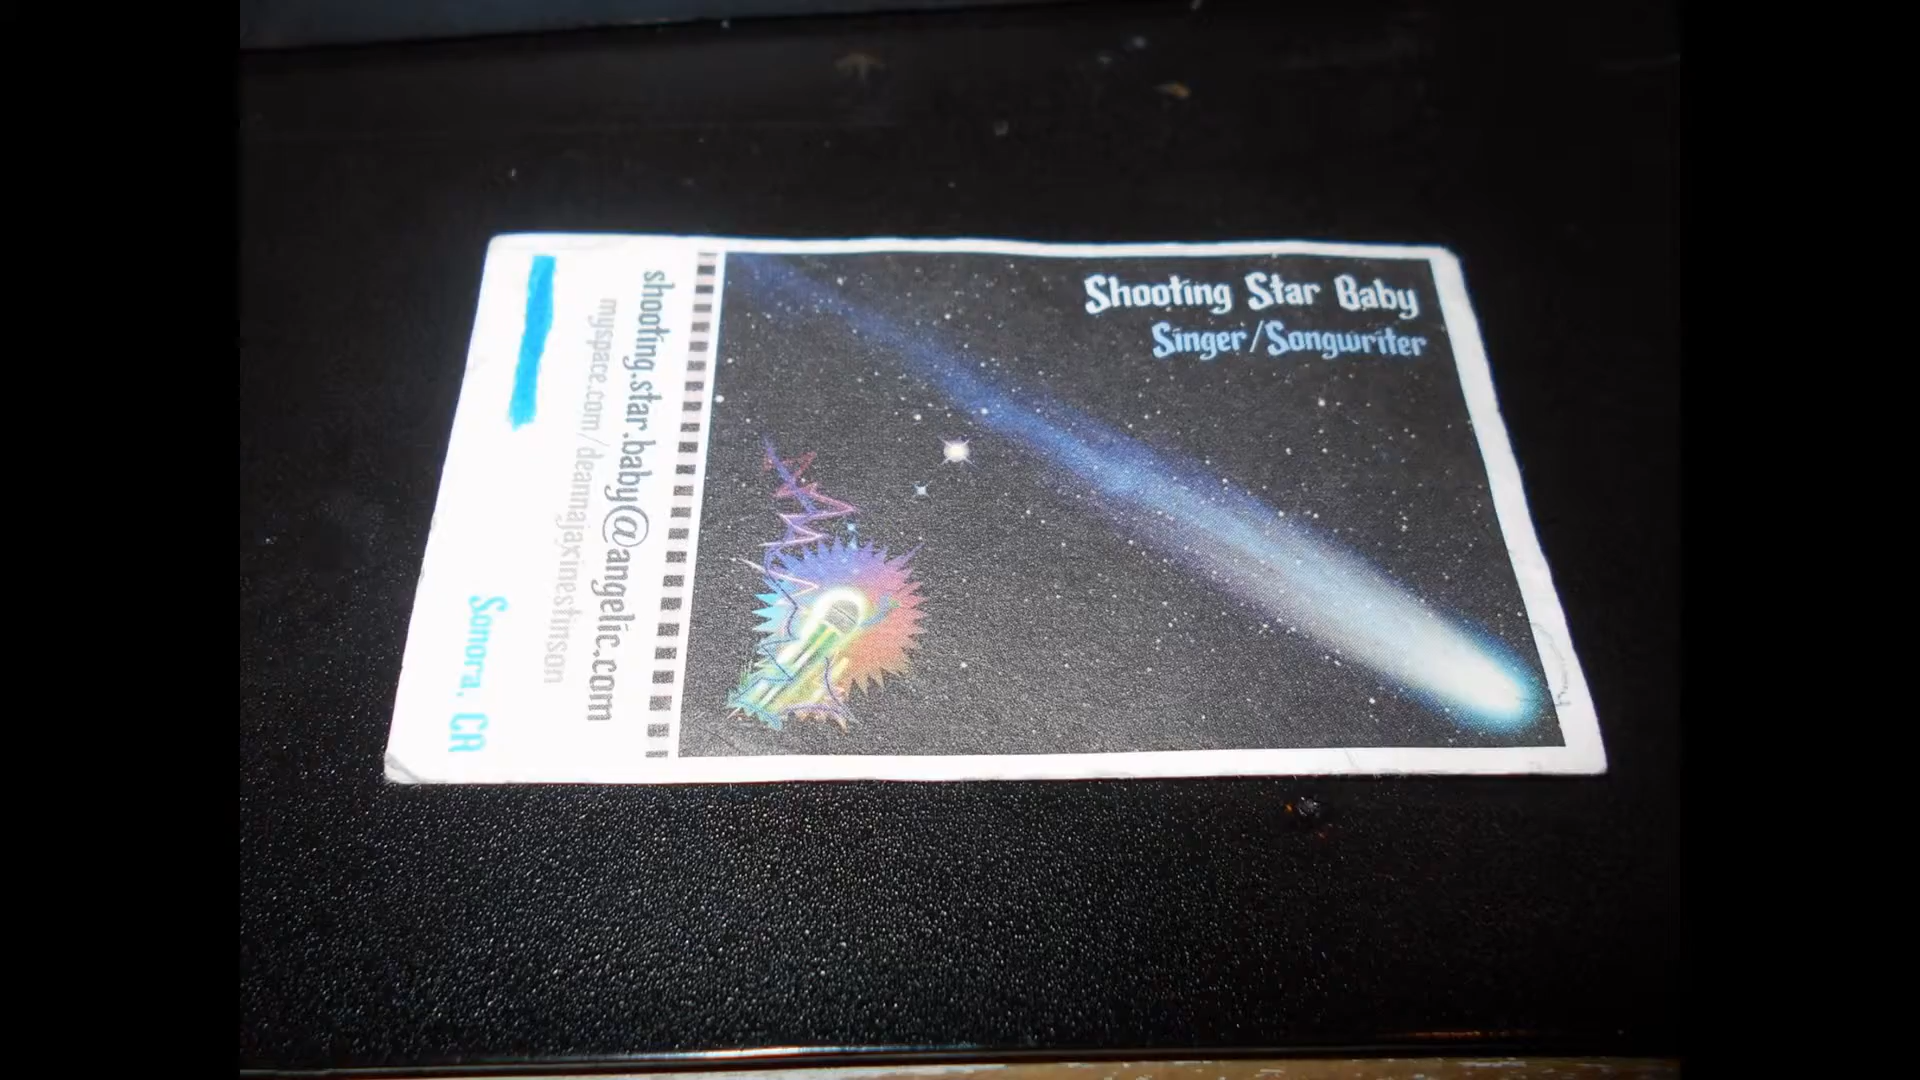 Shooting Star Baby
Singer/Songwriter
shooting.star.baby@angelic.com
myspace.com/deannajaxinestinson
Sonora, CA